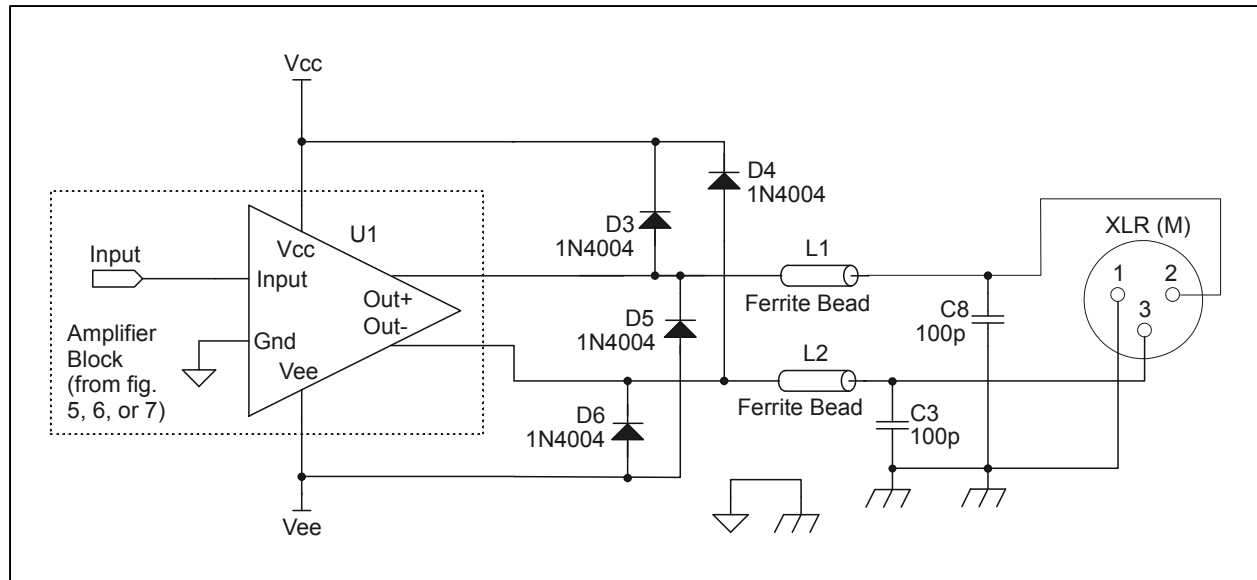 Vcc
D4
1N4004
D3
1N4004
XLR (M)
U1
Vcc
Input
Input
L1
1
2
3
Out+
Out-
Ferrite Bead
D5
1N4004
C8
100p
Amplifier
Block
(from fig.
5, 6, or 7)
Gnd
Vee
L2
Ferrite Bead
D6
1N4004
C3
100p
Vee